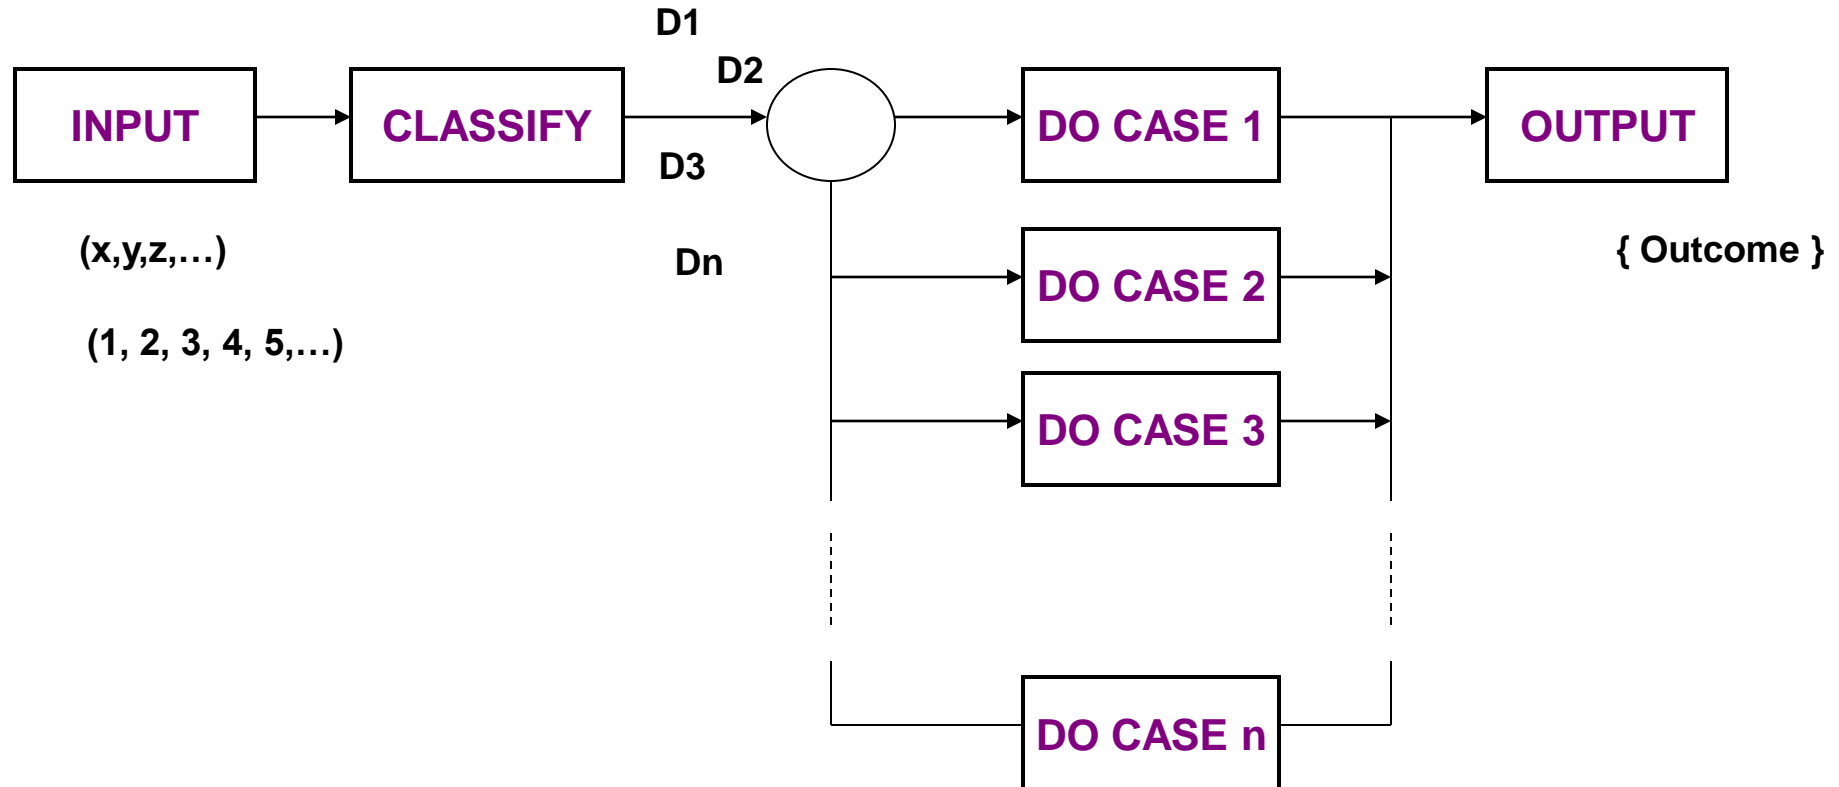 D1
D2
INPUT
CLASSIFY
DO CASE 1
OUTPUT
D3
(x,y,z,...)
Dn
DO CASE 2
{ Outcome }
(1, 2, 3, 4, 5,...)
DO CASE 3
DO CASE n